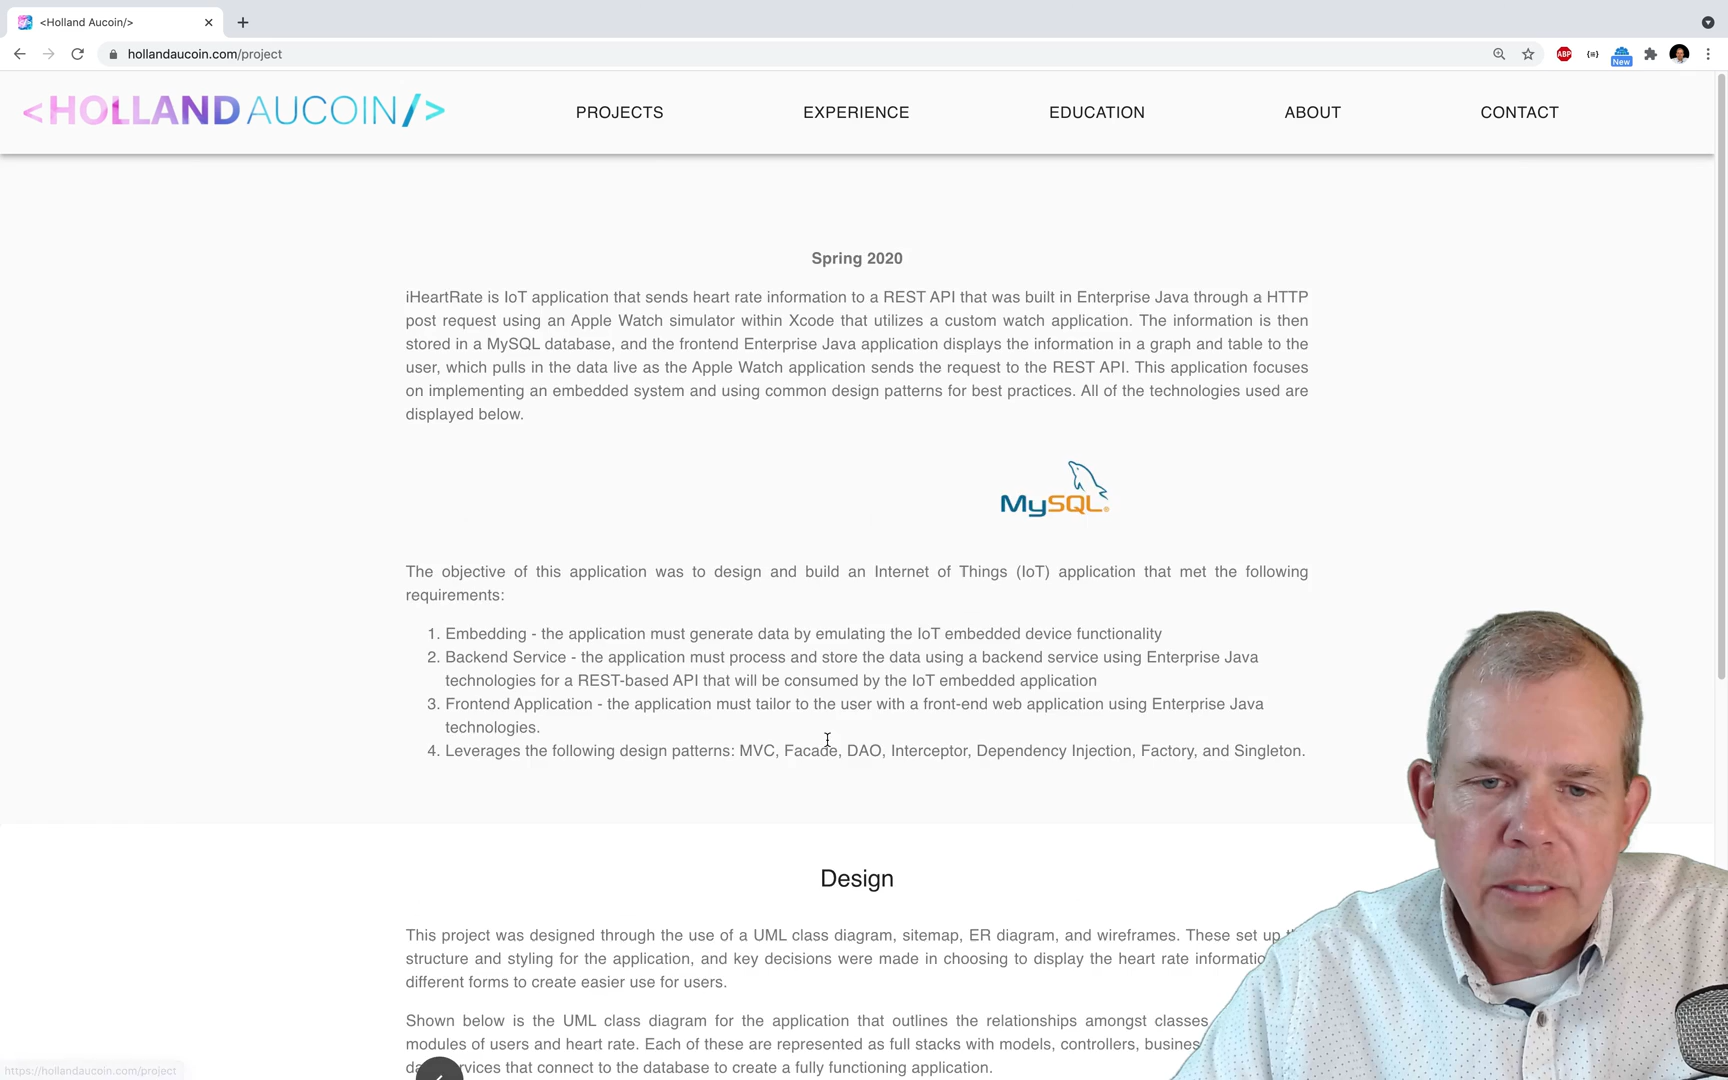 <Holland Aucoin/>
hollandaucoin.com/project
ABP
New
<HOLLANDAUCOIN/>
PROJECTS
EXPERIENCE
EDUCATION
ABOUT
CONTACT
Spring 2020
iHeartRate is IoT application that sends heart rate information to a REST API that was built in Enterprise Java through a HTTP
post request using an Apple Watch simulator within Xcode that utilizes a custom watch application. The information is then
stored in a MySQL database, and the frontend Enterprise Java application displays the information in a graph and table to the
user, which pulls in the data live as the Apple Watch application sends the request to the REST API. This application focuses
on implementing an embedded system and using common design patterns for best practices. All of the technologies used are
displayed below.
MySQL®
The objective of this application was to design and build an Internet of Things (IoT) application that met the following
requirements:
1. Embedding - the application must generate data by emulating the IoT embedded device functionality
2. Backend Service - the application must process and store the data using a backend service using Enterprise Java
technologies for a REST-based API that will be consumed by the IoT embedded application
3. Frontend Application - the application must tailor to the user with a front-end web application using Enterprise Java
technologies.
4. Leverages the following design patterns: MVC, Facade, DAO, Interceptor, Dependency Injection, Factory, and Singleton.
Design
This project was designed through the use of a UML class diagram, sitemap, ER diagram, and wireframes. These set up
structure and styling for the application, and key decisions were made in choosing to display the heart rate
different forms to create easier use for users.
Shown below is the UML class diagram for the application that outlines the relationships amongst classes
modules of users and heart rate. Each of these are represented as full stacks with models, controllers,
that connect to the database to create a fully functioning application.
https://hollandaucoin.com/project